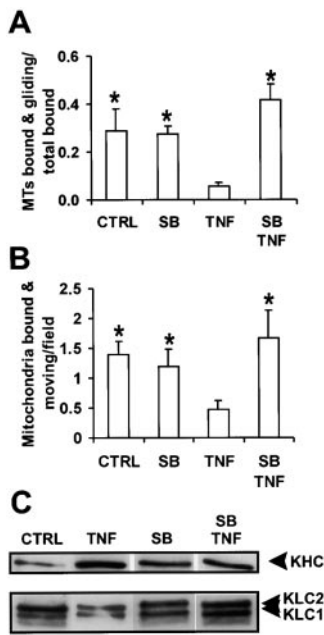 A
MTs bound & gliding/
total bound
0.6
0.4
0.2
0.0
*
*
*
CTRL SB TNF SB
TNF
B
Mitochondria bound &
moving/field
2.5
2
1.5
1
0.5
0
*
*
*
CTRL SB TNF SB
TNF
C
CTRL TNF SB SB
TNF
KHC
KLC2
KLC1